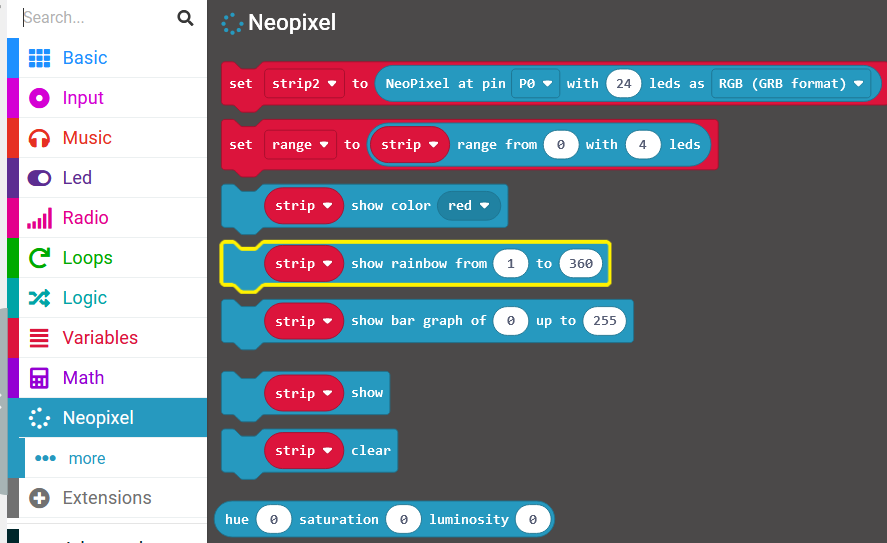 Search...
Basic
Input
Music
Led
Radio
Loops
Logic
Variables
Math
Neopixel
more
Extensions
Neopixel
set strip2 to NeoPixel at pin P0 with 24 leds as RGB (GRB format)
set range to strip range from 0 with 4 leds
strip show color red
strip show rainbow from 1 to 360
strip show bar graph of 0 up to 255
strip show
strip clear
hue 0 saturation 0 luminosity 0